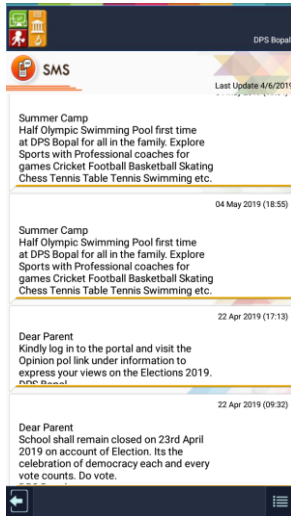 DPS Bopal
SMS
Last Update 4/6/2019
Summer Camp
Half Olympic Swimming Pool first time
at DPS Bopal for all in the family. Explore
Sports with Professional coaches for
games Cricket Football Basketball Skating
Chess Tennis Table Tennis Swimming etc.
04 May 2019 (18:55)
Summer Camp
Half Olympic Swimming Pool first time
at DPS Bopal for all in the family. Explore
Sports with Professional coaches for
games Cricket Football Basketball Skating
Chess Tennis Table Tennis Swimming etc.
22 Apr 2019 (17:13)
Dear Parent
Kindly log in to the portal and visit the
Opinion pol link under information to
express your views on the Elections 2019.
DPS Bopal
22 Apr 2019 (09:32)
Dear Parent
School shall remain closed on 23rd April
2019 on account of Election. Its the
celebration of democracy each and every
vote counts. Do vote.